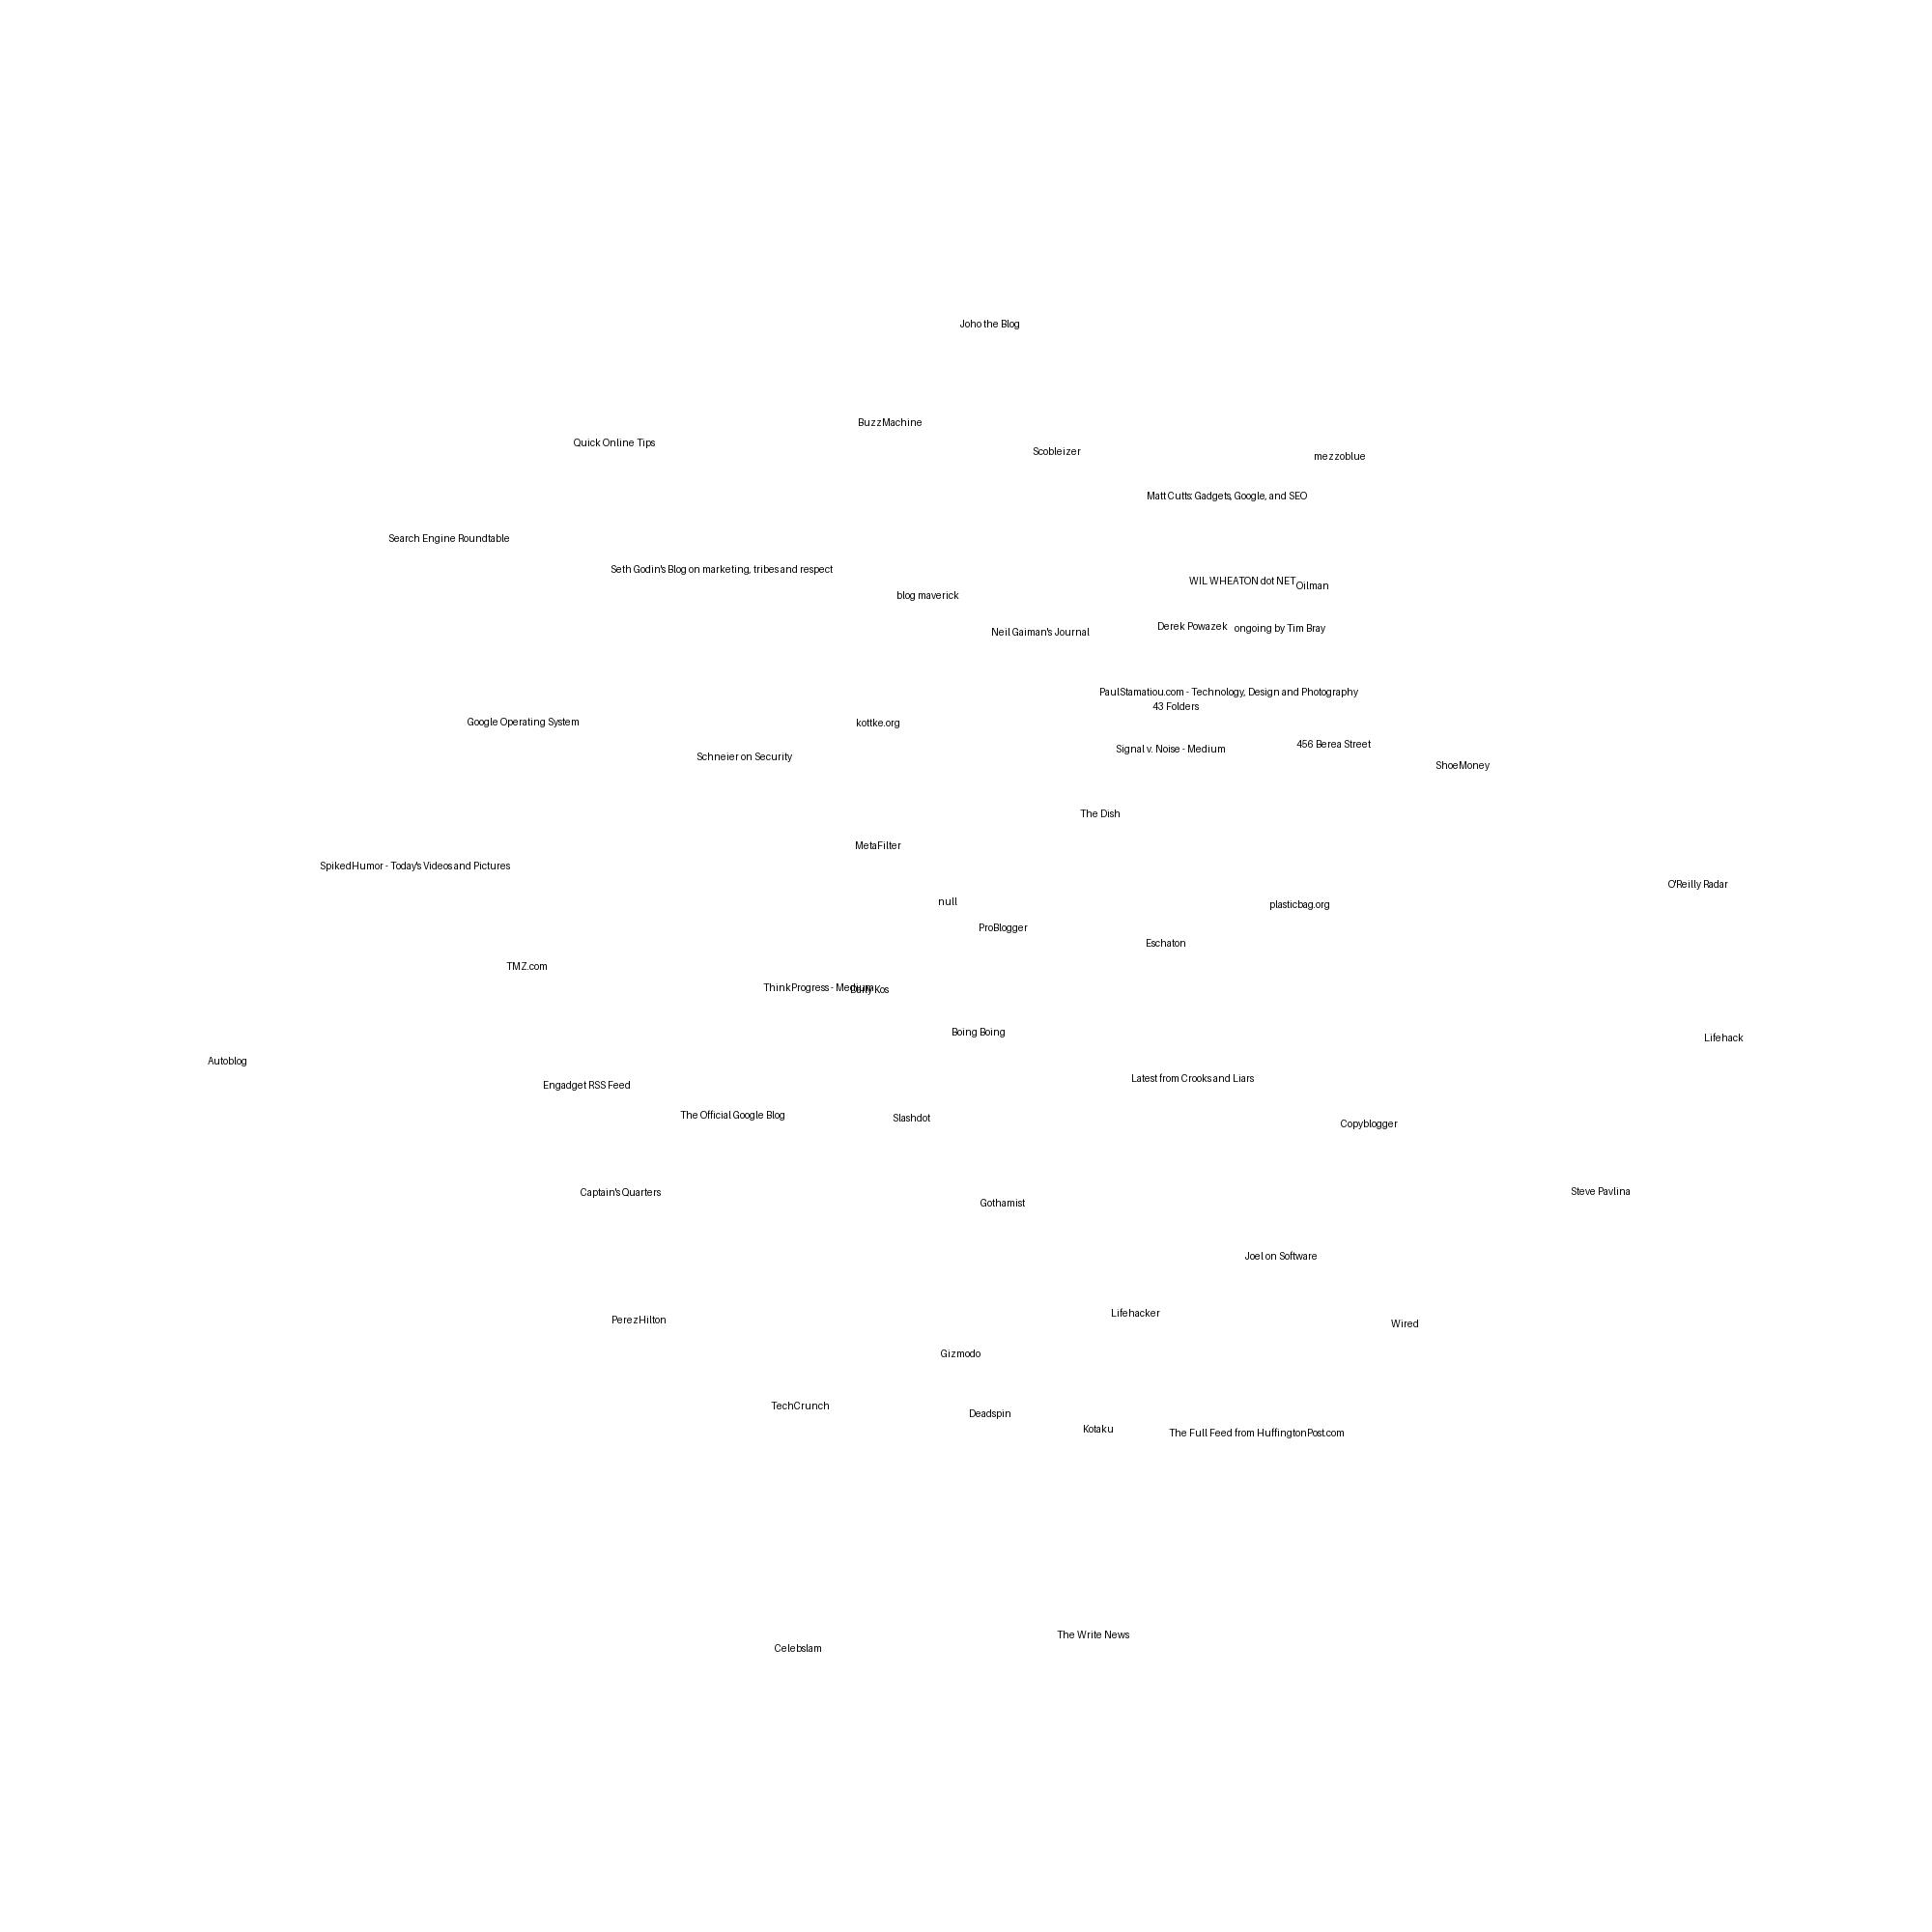 Joho the Blog
BuzzMachine
Quick Online Tips
Scobleizer
mezzoblue
Matt Cutts: Gadgets, Google, and SEO
Search Engine Roundtable
Seth Godin's Blog on marketing, tribes and respect
WIL WHEATON dot NET
Oilman
blog maverick
Derek Powazek
ongoing by Tim Bray
Neil Gaiman's Journal
PaulStamatiou.com - Technology, Design and Photography
43 Folders
Google Operating System
kottke.org
456 Berea Street
Signal v. Noise - Medium
Schneier on Security
ShoeMoney
The Dish
MetaFilter
SpikedHumor - Today's Videos and Pictures
O'Reilly Radar
null
plasticbag.org
ProBlogger
Eschaton
TMZ.com
ThinkProgress - Medium
Daily Kos
Boing Boing
Lifehack
Autoblog
Latest from Crooks and Liars
Engadget RSS Feed
The Official Google Blog
Slashdot
Copyblogger
Captain's Quarters
Steve Pavlina
Gothamist
Joel on Software
Lifehacker
PerezHilton
Wired
Gizmodo
TechCrunch
Deadspin
Kotaku
The Full Feed from HuffingtonPost.com
The Write News
Celebslam